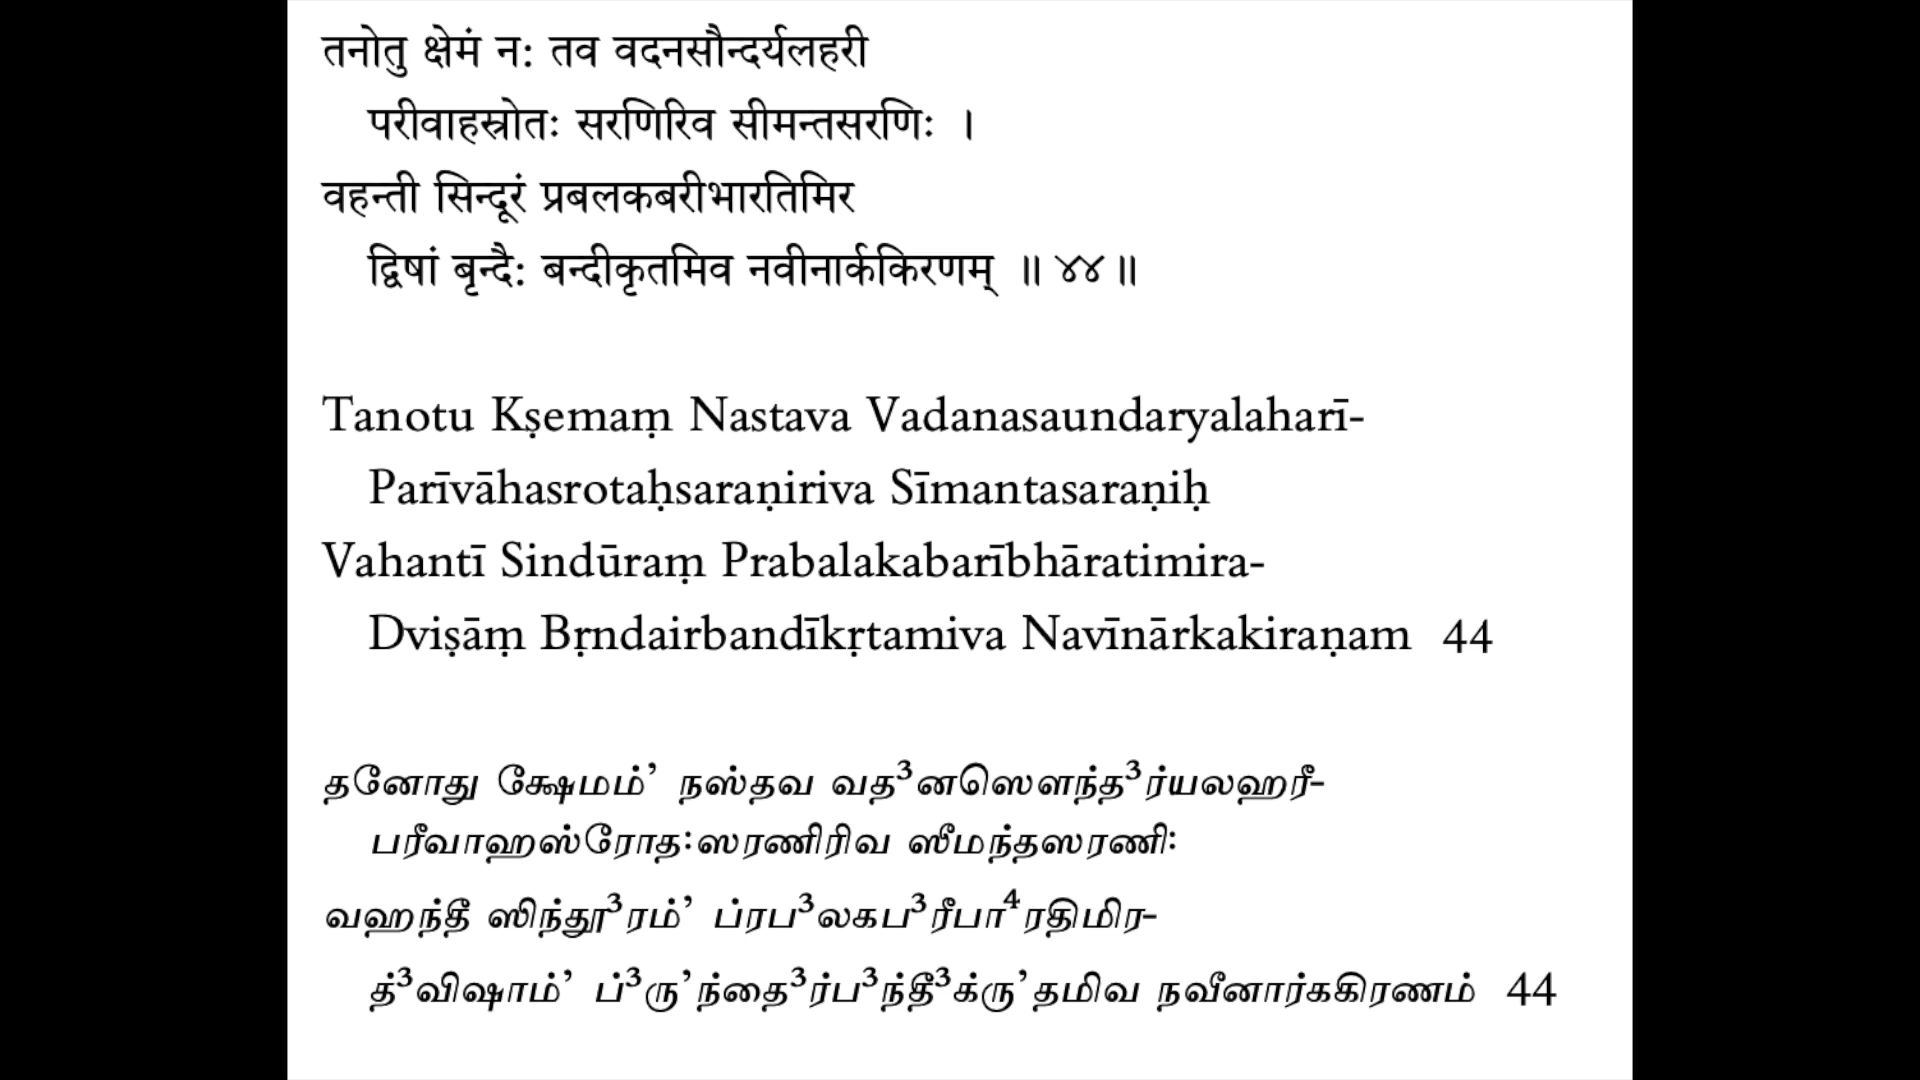 तनोतु क्षेमं न: तव वदनसौन्दर्यलहरी
परीवाहस्रोतः सरणिरिव सीमन्तसरणिः ।
वहन्ती सिन्दूरं प्रबलकबरीभारतिमिर
द्विषां बृन्दै: बन्दीकृतमिव नवीनार्ककिरणम् ॥ ४४ ॥
Tanotu Kṣemaṃ Nastava Vadanasaundaryalaharī-
Parīvāhasrotaḥsaraṇiriva Sīmantasaraṇiḥ
Vahantī Sindūraṃ Prabalakabarībhāratimira-
Dviṣāṃ Bṛndairbandīkṛtamiva Navīnārkakiraṇam 44
தனோது க்ஷேமம்’ நஸ்தவ வத³னஸௌந்த³ர்யலஹரீ-
பரீவாஹஸ்ரோத:ஸரணிரிவ ஸீமந்தஸரணி:
வஹந்தீ ஸிந்தூ³ரம்’ ப்ரப³லகப³ரீபா⁴ரதிமிர-
த்³விஷாம்’ ப்³ரு’ந்தை³ர்ப³ந்தீ³க்ரு’தமிவ நவீனார்ககிரணம் 44